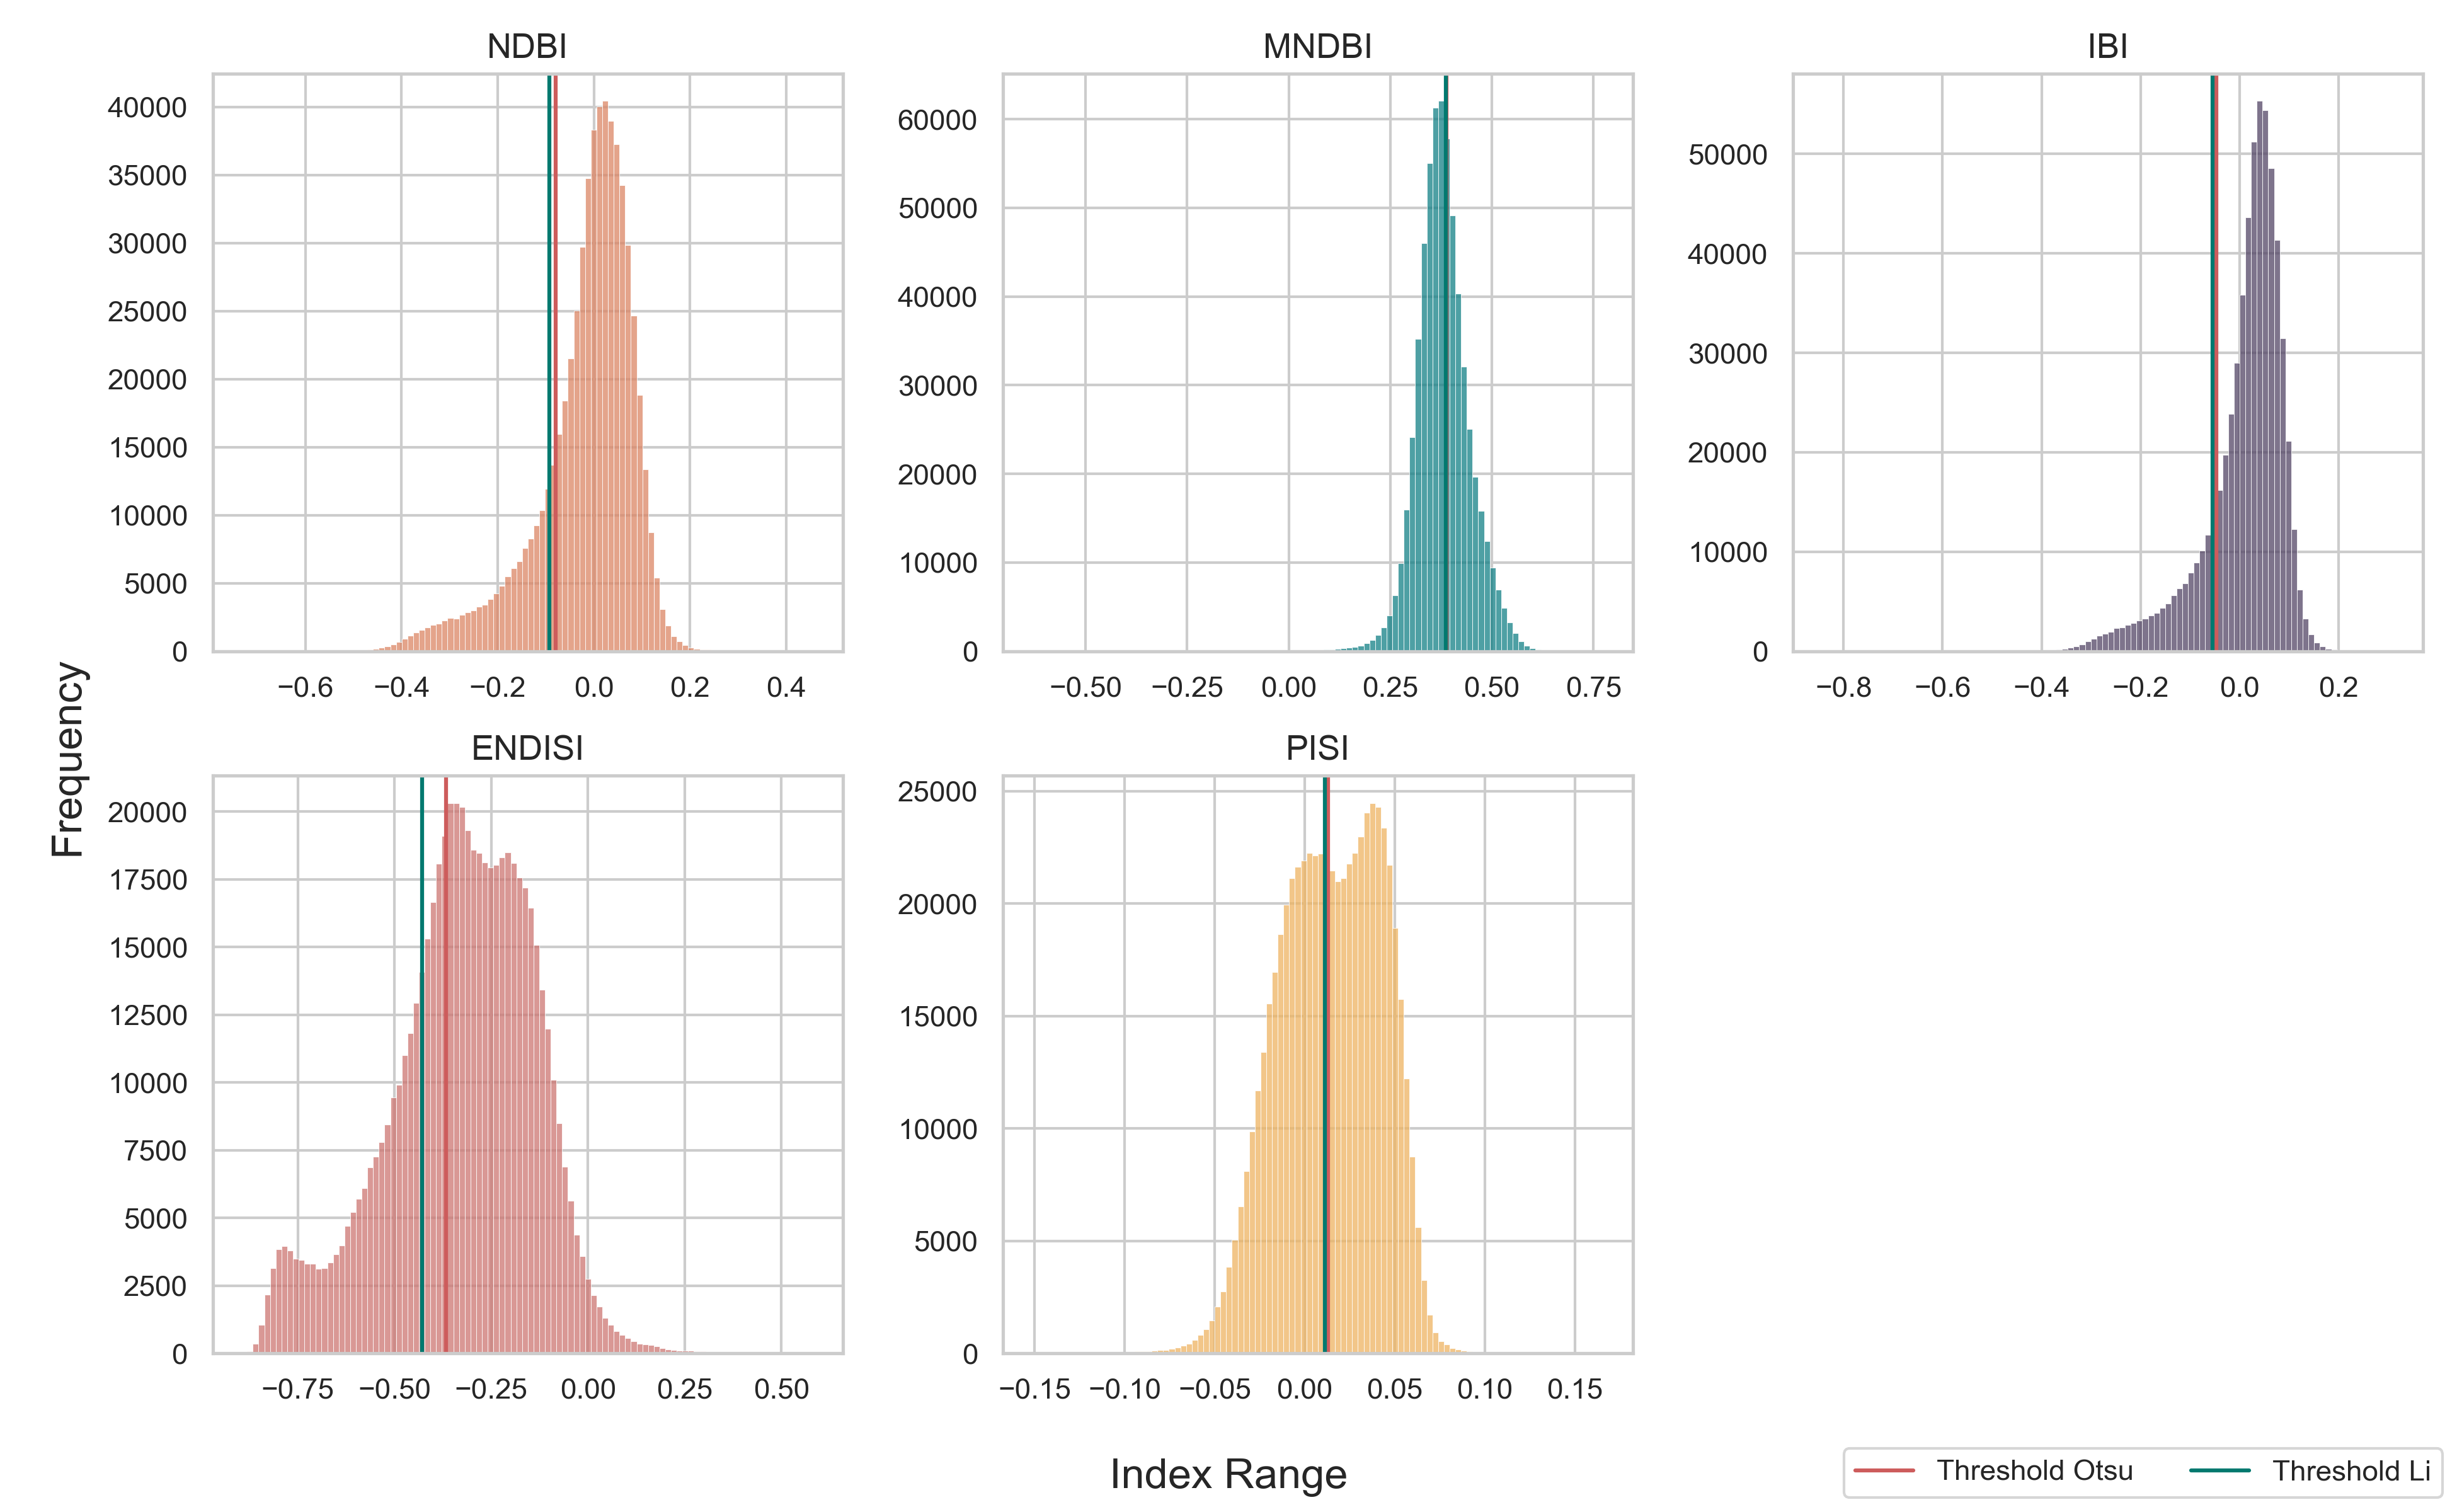 NDBI
40000
35000
30000
25000
20000
15000
10000
5000
0
−0.6 −0.4 −0.2 0.0 0.2 0.4
MNDBI
60000
50000
40000
30000
20000
10000
0
−0.50 −0.25 0.00 0.25 0.50 0.75
IBI
50000
40000
30000
20000
10000
0
−0.8 −0.6 −0.4 −0.2 0.0 0.2
Frequency
ENDISI
20000
17500
15000
12500
10000
7500
5000
2500
0
−0.75 −0.50 −0.25 0.00 0.25 0.50
PISI
25000
20000
15000
10000
5000
0
−0.15 −0.10 −0.05 0.00 0.05 0.10 0.15
Index Range
Threshold Otsu Threshold Li